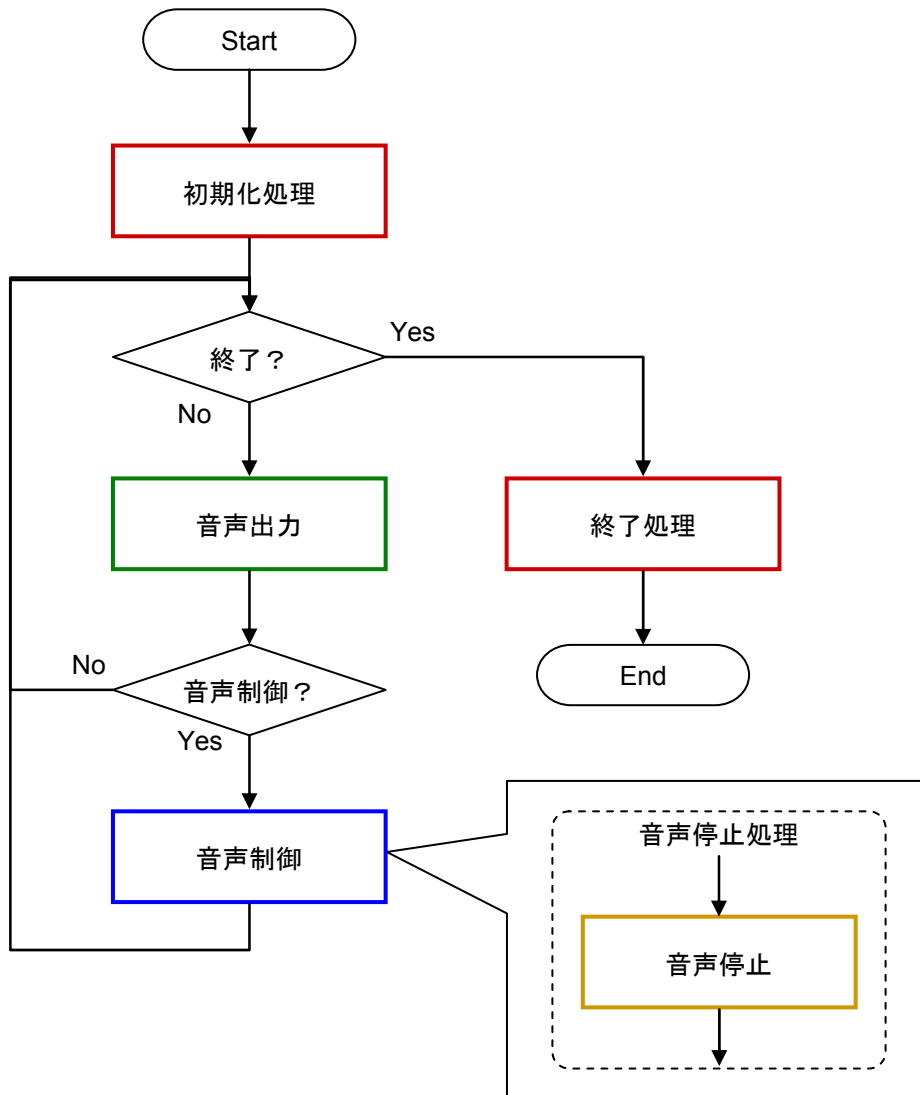 Start
初期化処理
終了？
Yes
No
音声出力
終了処理
No
音声制御？
End
Yes
音声制御
音声停止処理
音声停止